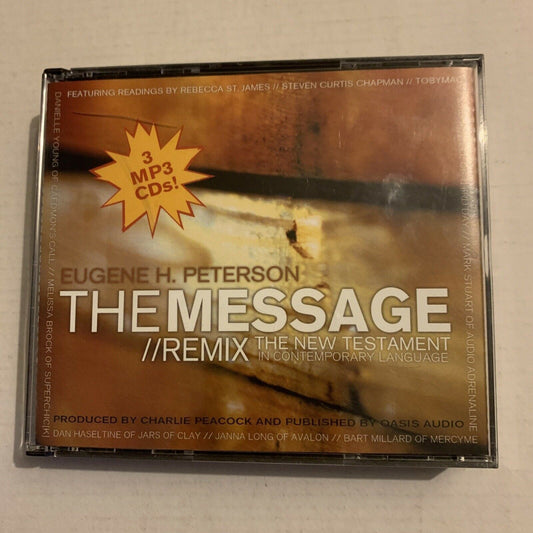 FEATURING READINGS BY REBECCA ST. JAMES // STEVEN CURTIS CHAPMAN // TOBYMAC
DANIELLE YOUNG OF CAEDMON'S CALL // MELISSA BROCK OF SUPERCHIC[K]
3
MP3
CDs!
// MARK STUART OF AUDIO ADRENALINE
EUGENE H. PETERSON
THEMESSAGE
//REMIX THE NEW TESTAMENT
IN CONTEMPORARY LANGUAGE
PRODUCED BY CHARLIE PEACOCK AND PUBLISHED BY OASIS AUDIO
DAN HASELTINE OF JARS OF CLAY // JANNA LONG OF AVALON // BART MILLARD OF MERCYME